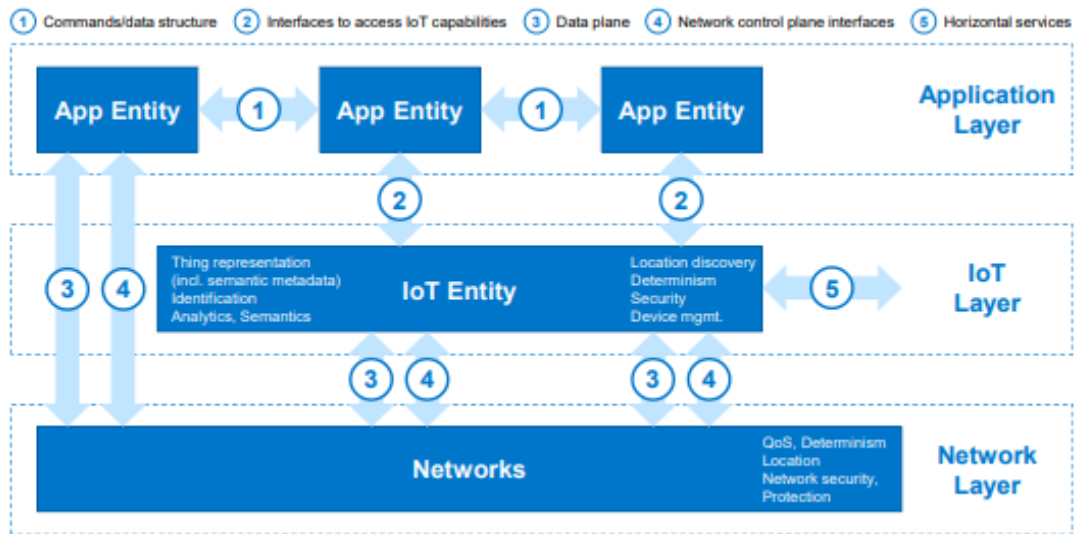 1 Commands/data structure 2 Interfaces to access IoT capabilities 3 Data plane 4 Network control plane interfaces 5 Horizontal services
App Entity 1 App Entity 1 App Entity
Application
Layer
2 2
Thing representation
(incl. semantic metadata)
Identification
Analytics, Semantics
IoT Entity
Location discovery
Determinism
Security
Device mgmt.
5
IoT
Layer
3 4
3 4 3 4
Networks
QoS, Determinism
Location
Network security,
Protection
Network
Layer